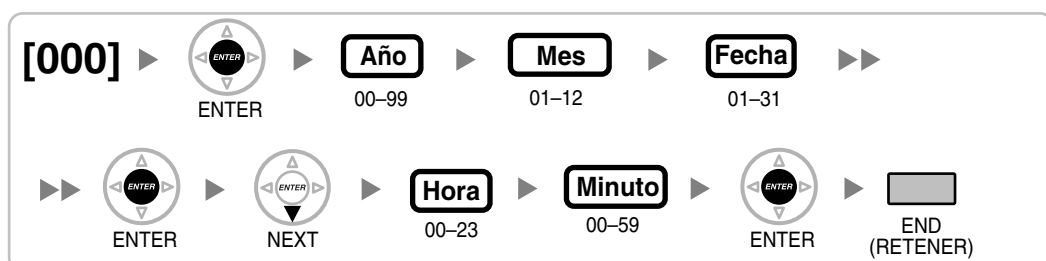 [000] ENTER Año Mes Fecha
ENTER 00–99 01–12 01–31
ENTER ENTER Hora Minuto ENTER
ENTER NEXT 00–23 00–59 ENTER END
(RETENER)